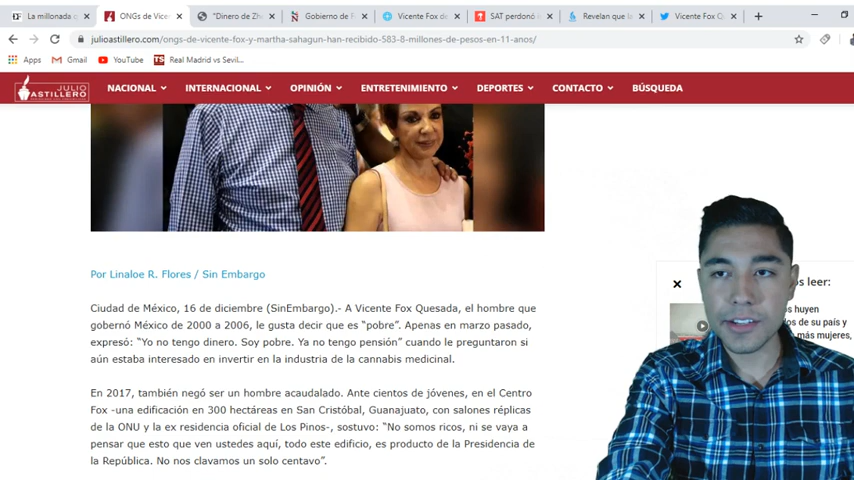 La millonada q
ONGs de Vicen
"Dinero de Zh
Gobierno de F
Vicente Fox de
SAT perdonó i
Revelan que la
Vicente Fox Q
julioastillero.com/ongs-de-vicente-fox-y-martha-sahagun-han-recibido-583-8-millones-de-pesos-en-11-anos/
Apps Gmail YouTube Real Madrid vs Sevil...
JULIO
ASTILLERO
NACIONAL INTERNACIONAL OPINIÓN ENTRETENIMIENTO DEPORTES CONTACTO BÚSQUEDA
Por Linaloe R. Flores / Sin Embargo
Ciudad de México, 16 de diciembre (SinEmbargo).- A Vicente Fox Quesada, el hombre que
gobernó México de 2000 a 2006, le gusta decir que es “pobre”. Apenas en marzo pasado,
expresó: “Yo no tengo dinero. Soy pobre. Ya no tengo pensión” cuando le preguntaron si
aún estaba interesado en invertir en la industria de la cannabis medicinal.
En 2017, también negó ser un hombre acaudalado. Ante cientos de jóvenes, en el Centro
Fox -una edificación en 300 hectáreas en San Cristóbal, Guanajuato, con salones réplicas
de la ONU y la ex residencia oficial de Los Pinos-, sostuvo: “No somos ricos, ni se vaya a
pensar que esto que ven ustedes aquí, todo este edificio, es producto de la Presidencia de
la República. No nos clavamos un solo centavo”.
os leer:
os huyen
os de su país y
más mujeres,